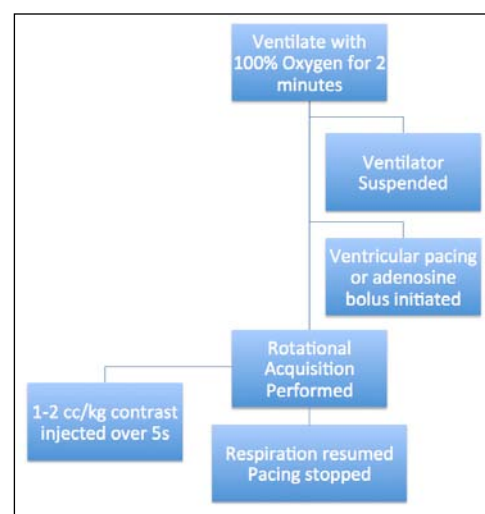 Ventilate with
100% Oxygen for 2
minutes
Ventilator
Suspended
Ventricular pacing
or adenosine
bolus initiated
Rotational
Acquisition
Performed
1-2 cc/kg contrast
injected over 5s
Respiration resumed
Pacing stopped